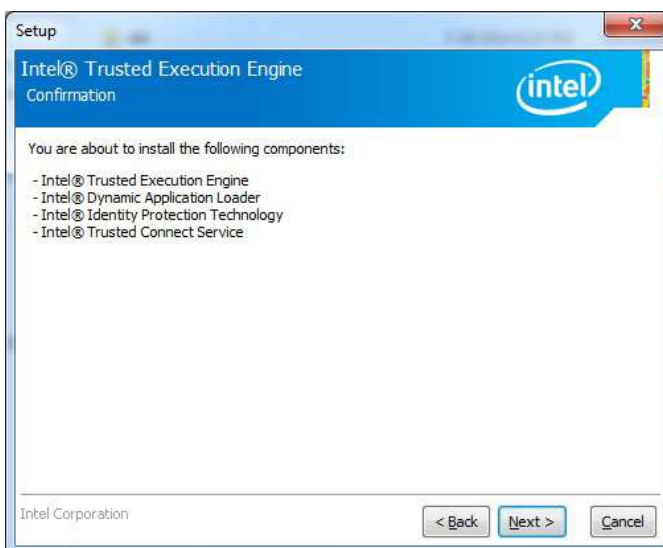 Setup
Intel® Trusted Execution Engine
Confirmation
intel
You are about to install the following components:
- Intel® Trusted Execution Engine
- Intel® Dynamic Application Loader
- Intel® Identity Protection Technology
- Intel® Trusted Connect Service
Intel Corporation
< Back
Next >
Cancel